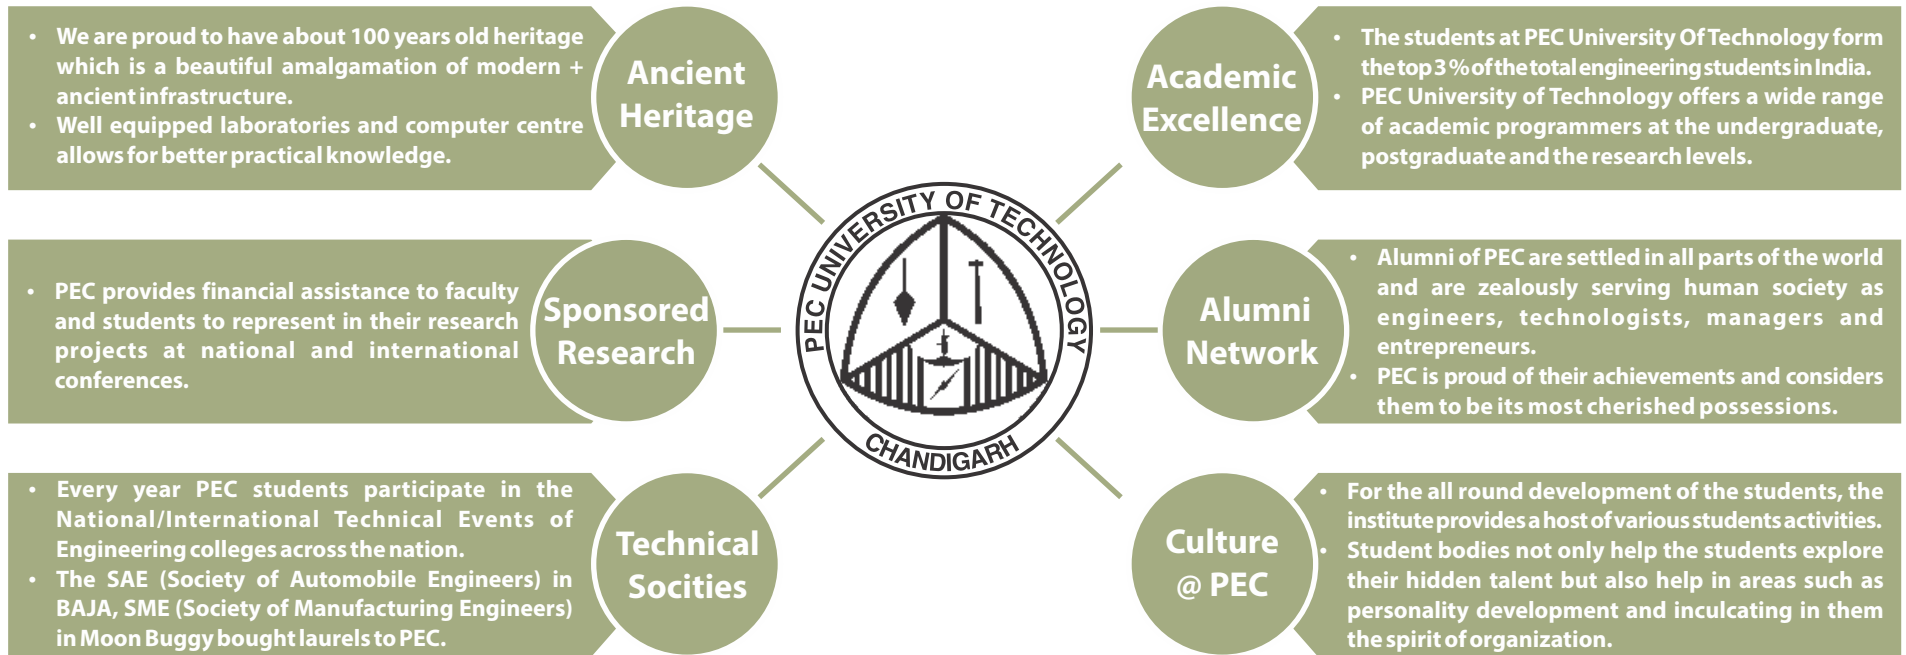 • We are proud to have about 100 years old heritage
which is a beautiful amalgamation of modern +
ancient infrastructure.
• Well equipped laboratories and computer centre
allows for better practical knowledge.
Ancient
Heritage
Academic
Excellence
• The students at PEC University Of Technology form
the top 3 % of the total engineering students in India.
• PEC University of Technology offers a wide range
of academic programmers at the undergraduate,
postgraduate and the research levels.
• PEC provides financial assistance to faculty
and students to represent in their research
projects at national and international
conferences.
Sponsored
Research
PEC UNIVERSITY OF TECHNOLOGY
CHANDIGARH
Alumni
Network
• Alumni of PEC are settled in all parts of the world
and are zealously serving human society as
engineers, technologists, managers and
entrepreneurs.
• PEC is proud of their achievements and considers
them to be its most cherished possessions.
• Every year PEC students participate in the
National/International Technical Events of
Engineering colleges across the nation.
• The SAE (Society of Automobile Engineers) in
BAJA, SME (Society of Manufacturing Engineers)
in Moon Buggy bought laurels to PEC.
Technical
Socities
Culture
@ PEC
• For the all round development of the students, the
institute provides a host of various students activities.
• Student bodies not only help the students explore
their hidden talent but also help in areas such as
personality development and inculcating in them
the spirit of organization.